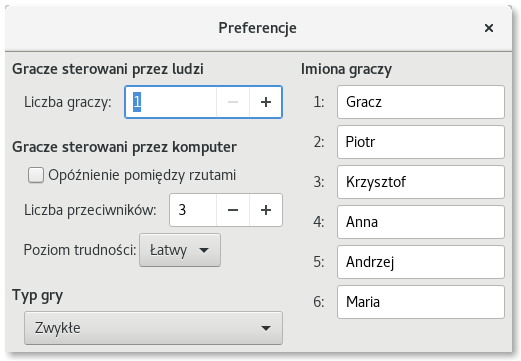 Preferencje
Gracze sterowani przez ludzi
Liczba graczy: 1
Gracze sterowani przez komputer
Opóźnienie pomiędzy rzutami
Liczba przeciwników: 3
Poziom trudności: Łatwy
Typ gry
Zwykłe
Imiona graczy
1: Gracz
2: Piotr
3: Krzysztof
4: Anna
5: Andrzej
6: Maria